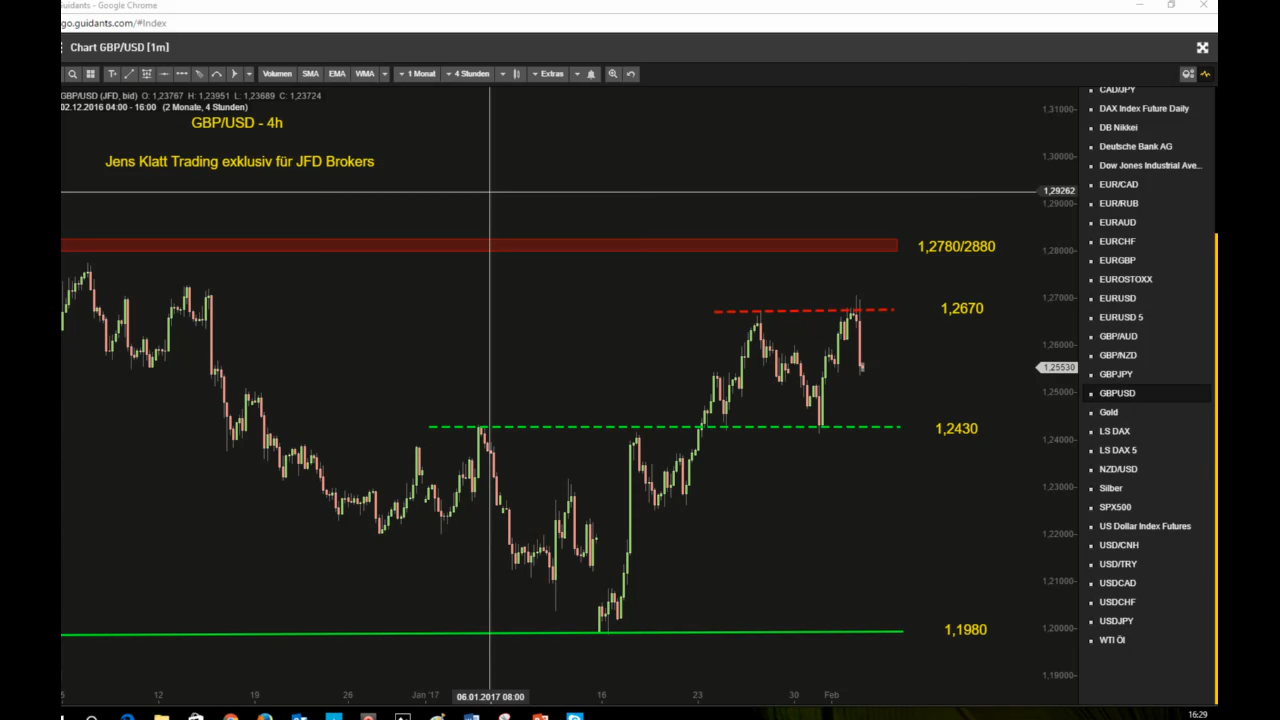 guidants - Google Chrome
go.guidants.com/#Index
Chart GBP/USD [1m]
Volumen SMA EMA WMA 1 Monat 4 Stunden Extras
GBP/USD (JFD, bid) O: 1,23767 H: 1,23951 L: 1,23689 C: 1,23724
02.12.2016 04:00 - 16:00 (2 Monate, 4 Stunden)
GBP/USD - 4h
Jens Klatt Trading exklusiv für JFD Brokers
1,2780/2880
1,2670
1,2430
1,1980
1,31000
1,30000
1,29262
1,29000
1,28000
1,27000
1,26000
1,25530
1,25000
1,24000
1,23000
1,22000
1,21000
1,20000
1,19000
5 12 19 26 Jan '17 06.01.2017 08:00 16 23 30 Feb
CAD/JPY
DAX Index Future Daily
DB Nikkei
Deutsche Bank AG
Dow Jones Industrial Ave...
EUR/CAD
EUR/RUB
EURAUD
EURCHF
EURGBP
EUROSTOXX
EURUSD
EURUSD 5
GBP/AUD
GBP/NZD
GBPJPY
GBPUSD
Gold
LS DAX
LS DAX 5
NZD/USD
Silber
SPX500
US Dollar Index Futures
USD/CNH
USD/TRY
USDCAD
USDCHF
USDJPY
WTI Öl
16:29